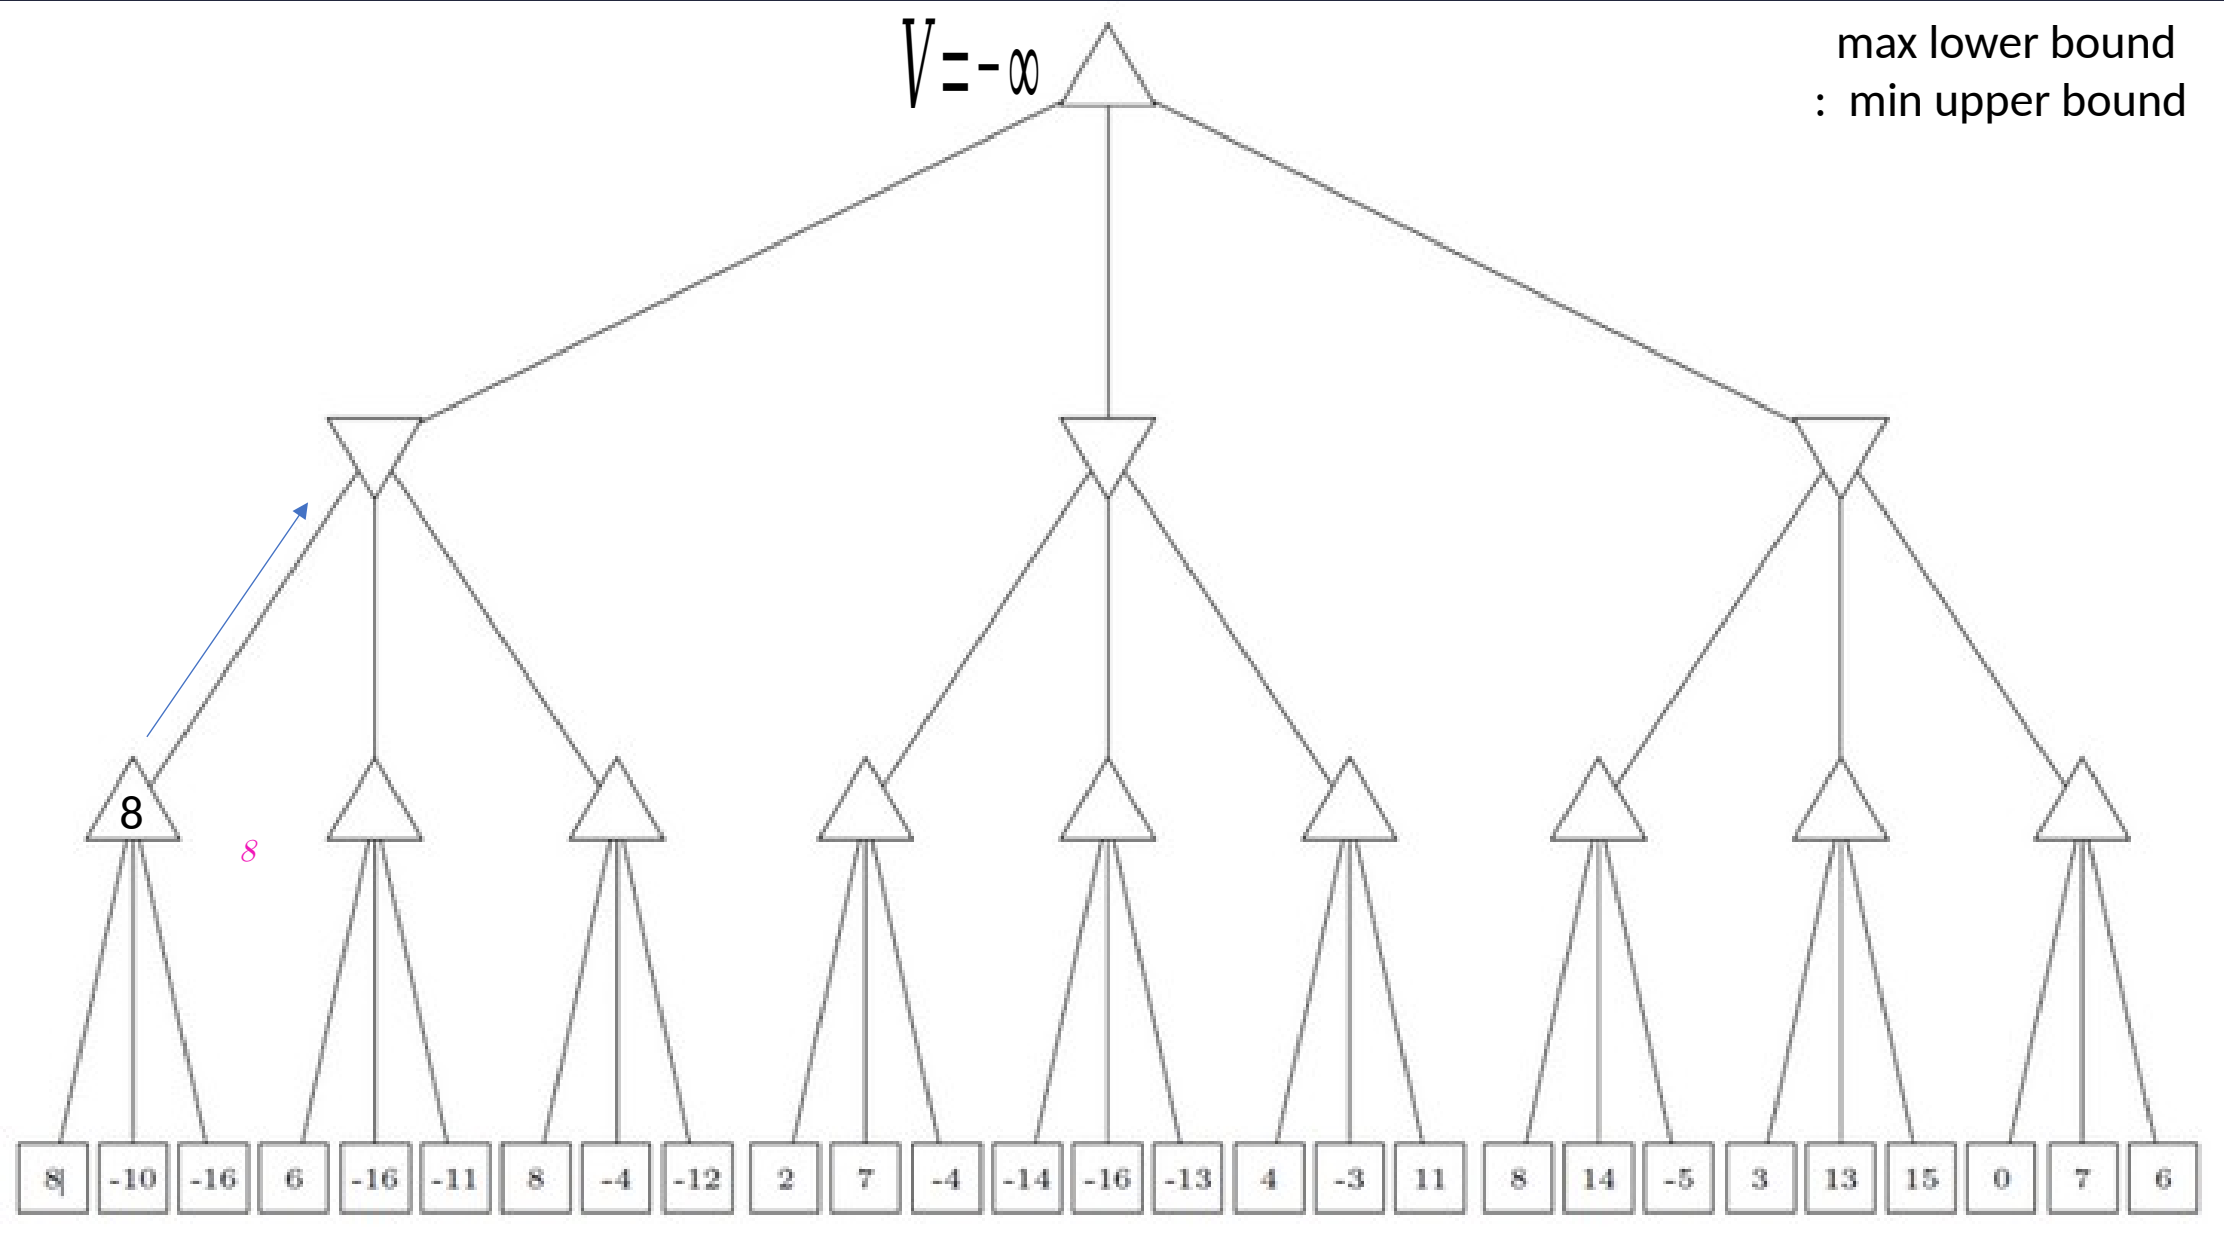 V = - ∞
max lower bound
: min upper bound
8
8
8| -10 -16 6 -16 -11 8 -4 -12 2 7 -4 -14 -16 -13 4 -3 11 8 14 -5 3 13 15 0 7 6